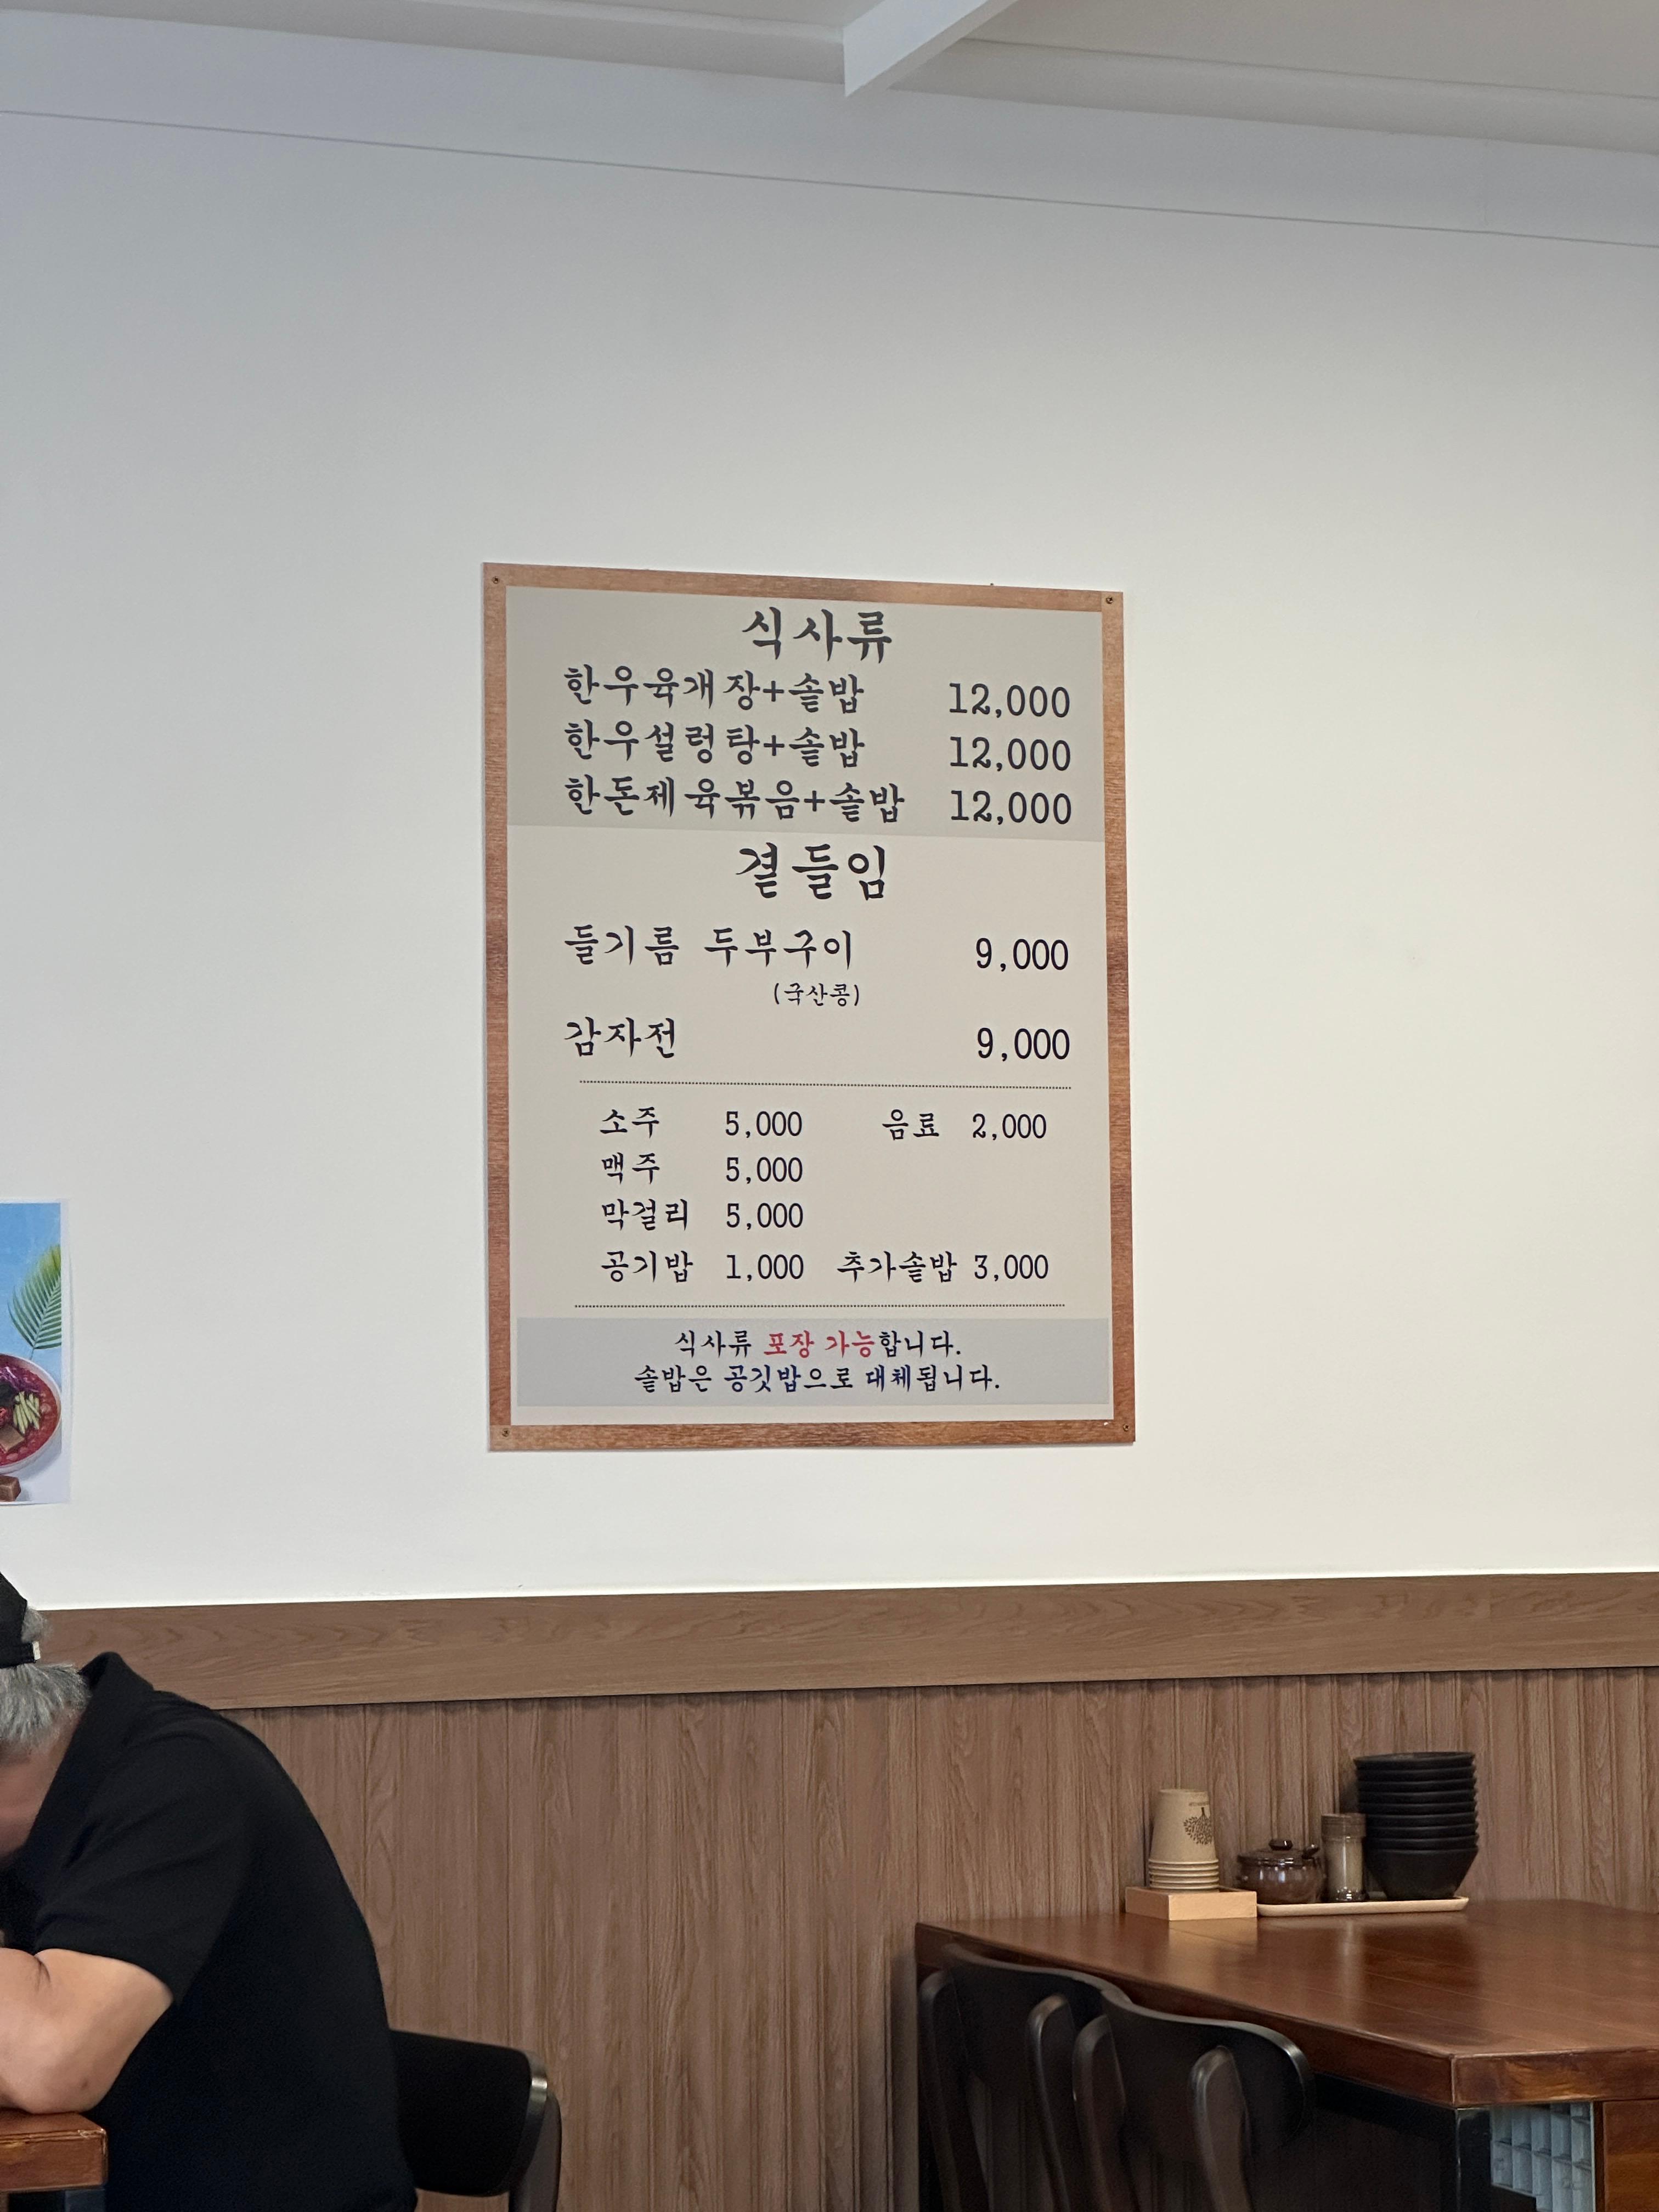 식사류
한우육개장+솥밥 12,000
한우설렁탕+솥밥 12,000
한돈제육볶음+솥밥 12,000
곁들임
들기름 두부구이 9,000
(국산콩)
감자전 9,000
소주 5,000 음료 2,000
맥주 5,000
막걸리 5,000
공기밥 1,000 추가솥밥 3,000
식사류 포장 가능합니다.
솥밥은 공깃밥으로 대체됩니다.